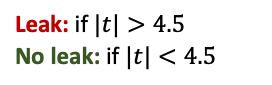 Leak: if |t| > 4.5
No leak: if |t| < 4.5